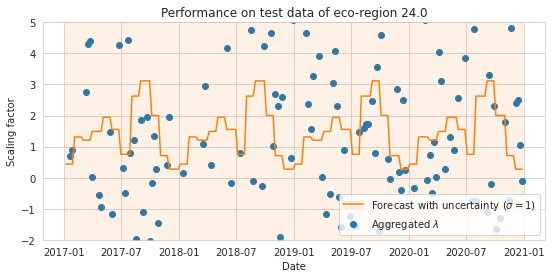 Performance on test data of eco-region 24.0
Scaling factor
5
4
3
2
1
0
−1
−2
Forecast with uncertainty (σ = 1)
Aggregated λ
2017-01 2017-07 2018-01 2018-07 2019-01 2019-07 2020-01 2020-07 2021-01
Date